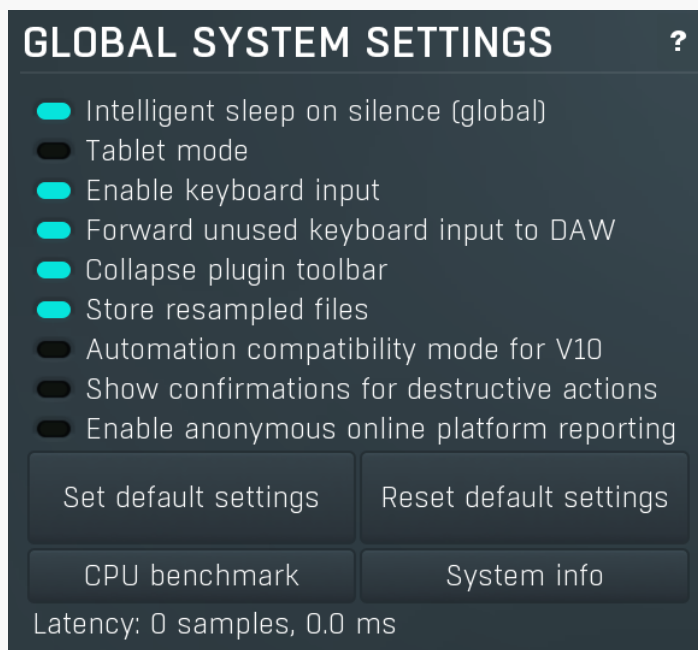 GLOBAL SYSTEM SETTINGS ?
Intelligent sleep on silence (global)
Tablet mode
Enable keyboard input
Forward unused keyboard input to DAW
Collapse plugin toolbar
Store resampled files
Automation compatibility mode for V10
Show confirmations for destructive actions
Enable anonymous online platform reporting
Set default settings Reset default settings
CPU benchmark System info
Latency: 0 samples, 0.0 ms